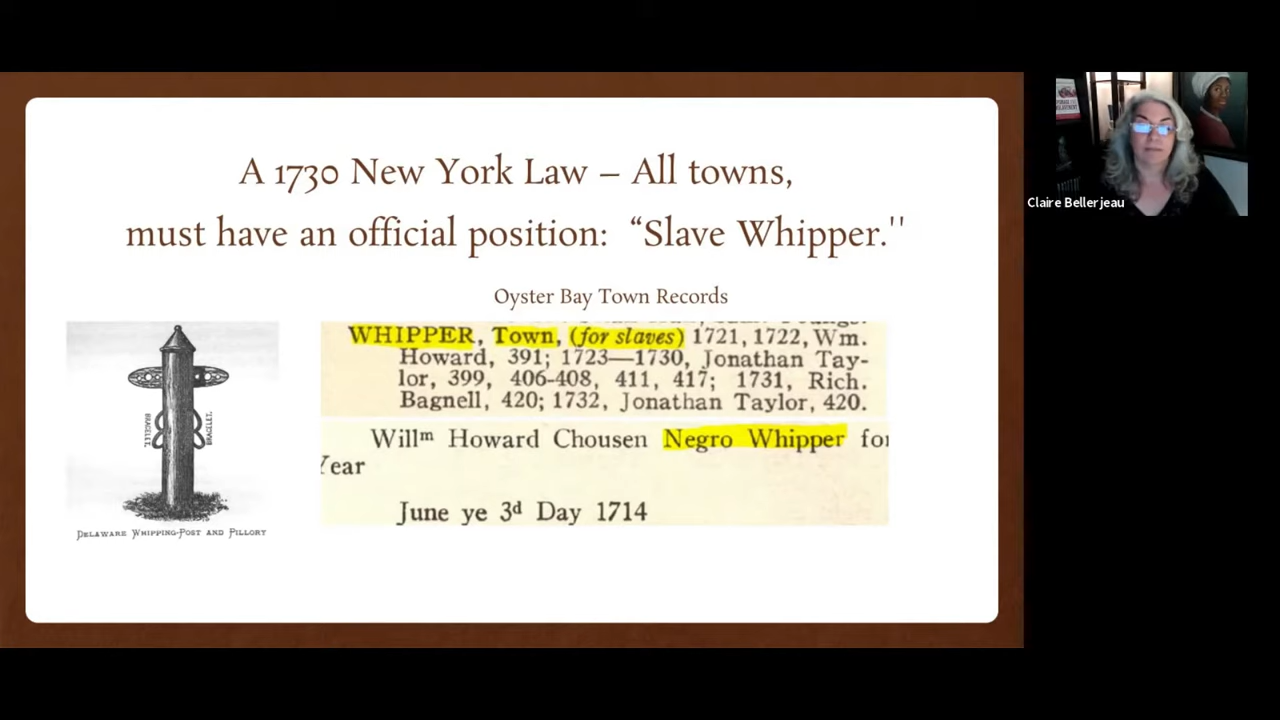 A 1730 New York Law – All towns,
must have an official position: “Slave Whipper.''
Oyster Bay Town Records
WHIPPER, Town, (for slaves) 1721, 1722, Wm.
Howard, 391; 1723—1730, Jonathan Tay-
lor, 399, 406-408, 411, 417; 1731, Rich.
Bagnell, 420; 1732, Jonathan Taylor, 420.
Willm Howard Chousen Negro Whipper for
Year
June ye 3d Day 1714
BRACELET.
BRACELET.
DELAWARE WHIPPING-POST AND PILLORY
Claire Bellerjeau